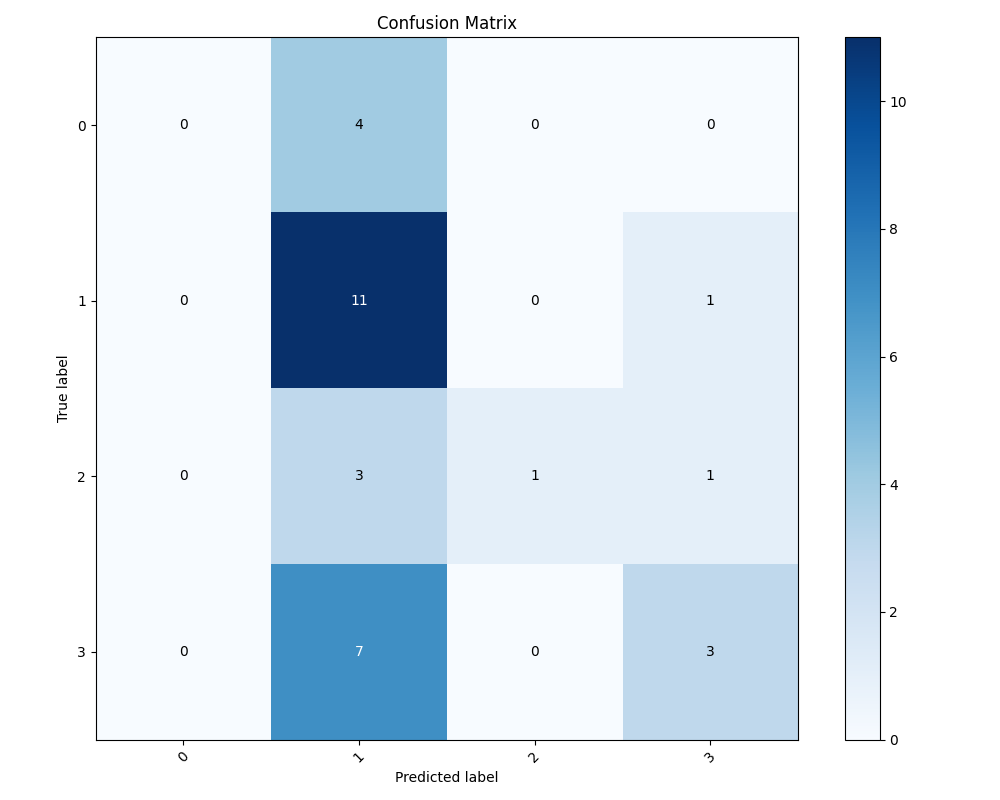 Confusion Matrix
0 0 4 0 0
1 0 11 0 1
2 0 3 1 1
3 0 7 0 3
0 1 2 3
True label
Predicted label
10
8
6
4
2
0